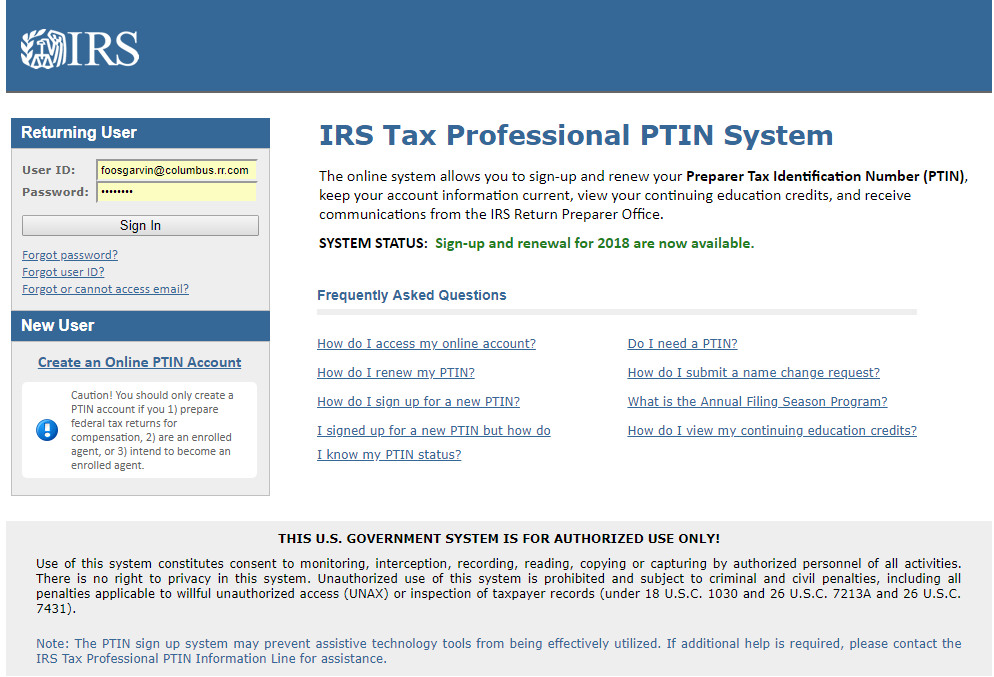 IRS
Returning User
User ID: foosgarvin@columbus.rr.com
Password: ••••••••
Sign In
Forgot password?
Forgot user ID?
Forgot or cannot access email?
New User
Create an Online PTIN Account
Caution! You should only create a
PTIN account if you 1) prepare
federal tax returns for
compensation, 2) are an enrolled
agent, or 3) intend to become an
enrolled agent.
IRS Tax Professional PTIN System
The online system allows you to sign-up and renew your Preparer Tax Identification Number (PTIN),
keep your account information current, view your continuing education credits, and receive
communications from the IRS Return Preparer Office.
SYSTEM STATUS: Sign-up and renewal for 2018 are now available.
Frequently Asked Questions
How do I access my online account?
How do I renew my PTIN?
How do I sign up for a new PTIN?
I signed up for a new PTIN but how do
I know my PTIN status?
Do I need a PTIN?
How do I submit a name change request?
What is the Annual Filing Season Program?
How do I view my continuing education credits?
THIS U.S. GOVERNMENT SYSTEM IS FOR AUTHORIZED USE ONLY!
Use of this system constitutes consent to monitoring, interception, recording, reading, copying or capturing by authorized personnel of all activities.
There is no right to privacy in this system. Unauthorized use of this system is prohibited and subject to criminal and civil penalties, including all
penalties applicable to willful unauthorized access (UNAX) or inspection of taxpayer records (under 18 U.S.C. 1030 and 26 U.S.C. 7213A and 26 U.S.C.
7431).
Note: The PTIN sign up system may prevent assistive technology tools from being effectively utilized. If additional help is required, please contact the
IRS Tax Professional PTIN Information Line for assistance.